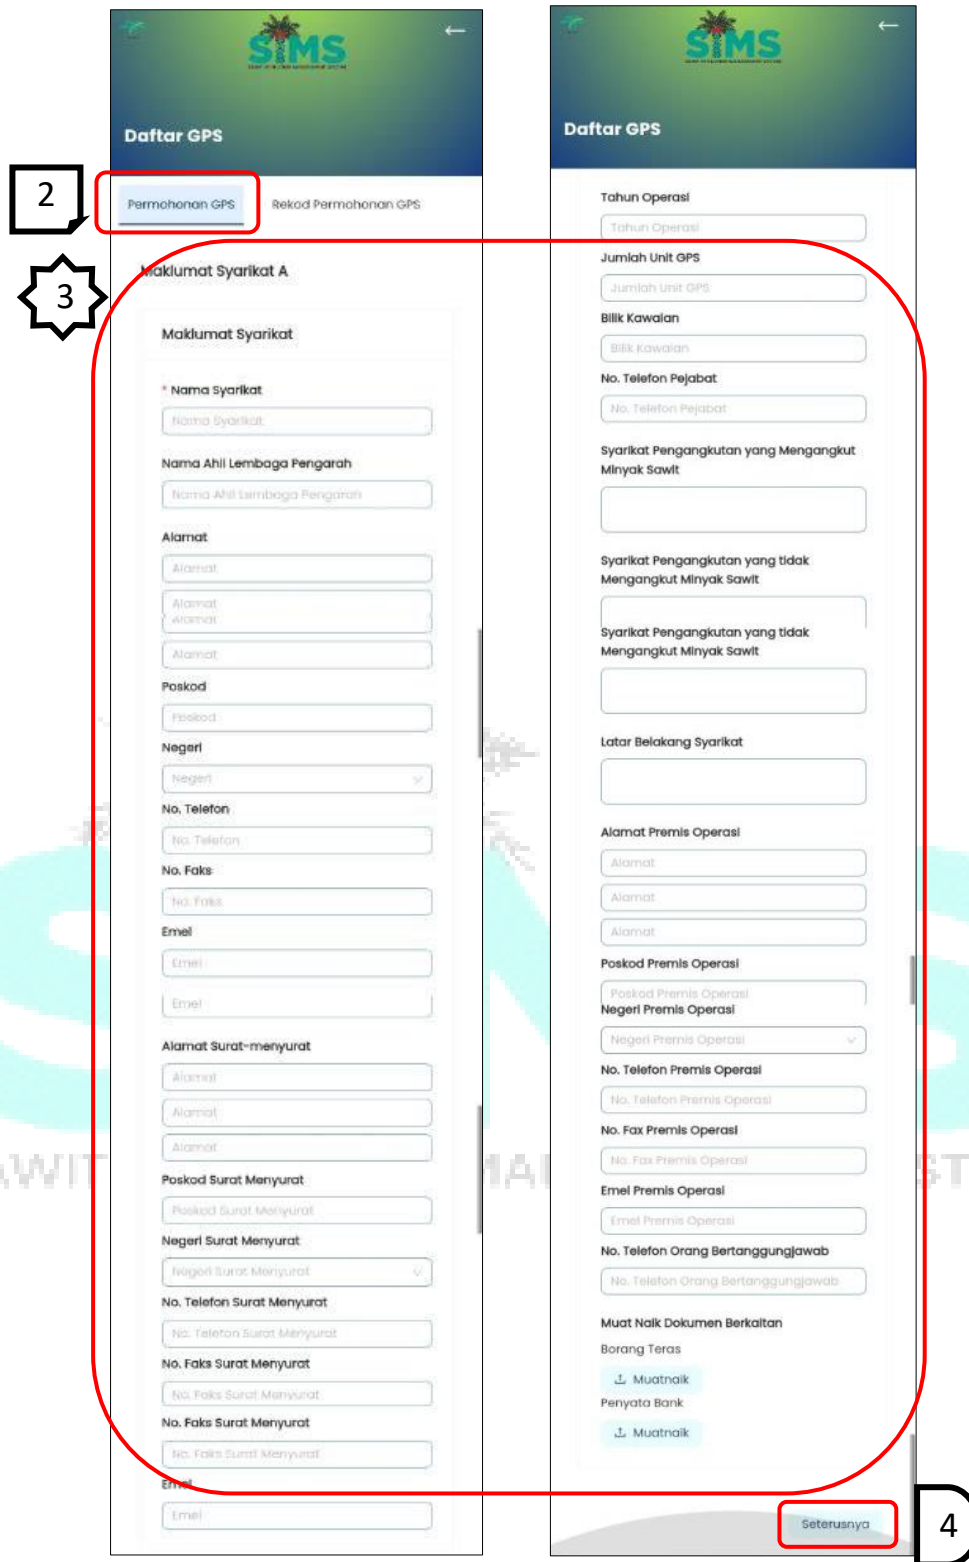 SIMS
Daftar GPS
2
Permohonan GPS
Rekod Permohonan GPS
3
Maklumat Syarikat A
Maklumat Syarikat
* Nama Syarikat
Nama Syarikat
Nama Ahli Lembaga Pengarah
Nama Ahli Lembaga Pengarah
Alamat
Alamat
Alamat
Alamat
Alamat
Poskod
Poskod
Negeri
Negeri
No. Telefon
No. Telefon
No. Faks
No. Faks
Emel
Emel
Emel
Alamat Surat-menyurat
Alamat
Alamat
Alamat
Poskod Surat Menyurat
Poskod Surat Menyurat
Negeri Surat Menyurat
Negeri Surat Menyurat
No. Telefon Surat Menyurat
No. Telefon Surat Menyurat
No. Faks Surat Menyurat
No. Faks Surat Menyurat
No. Faks Surat Menyurat
No. Faks Surat Menyurat
Emel
Emel
SIMS
Daftar GPS
Tahun Operasi
Tahun Operasi
Jumlah Unit GPS
Jumlah Unit GPS
Bilik Kawalan
Bilik Kawalan
No. Telefon Pejabat
No. Telefon Pejabat
Syarikat Pengangkutan yang Mengangkut
Minyak Sawit
Syarikat Pengangkutan yang tidak
Mengangkut Minyak Sawit
Syarikat Pengangkutan yang tidak
Mengangkut Minyak Sawit
Latar Belakang Syarikat
Alamat Premis Operasi
Alamat
Alamat
Alamat
Poskod Premis Operasi
Poskod Premis Operasi
Negeri Premis Operasi
Negeri Premis Operasi
No. Telefon Premis Operasi
No. Telefon Premis Operasi
No. Fax Premis Operasi
No. Fax Premis Operasi
Emel Premis Operasi
Emel Premis Operasi
No. Telefon Orang Bertanggungjawab
No. Telefon Orang Bertanggungjawab
Muat Naik Dokumen Berkaitan
Borang Teras
Muatnaik
Penyata Bank
Muatnaik
Seterusnya
4